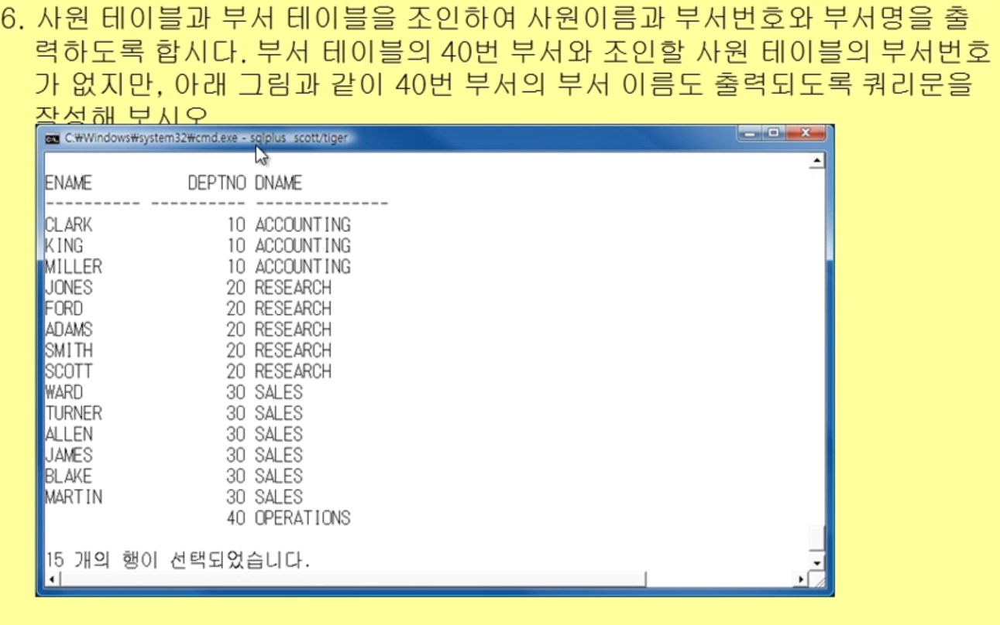 6. 사원 테이블과 부서 테이블을 조인하여 사원이름과 부서번호와 부서명을 출
력하도록 합시다. 부서 테이블의 40번 부서와 조인할 사원 테이블의 부서번호
가 없지만, 아래 그림과 같이 40번 부서의 부서 이름도 출력되도록 쿼리문을
작성해 보시오
C:₩Windows₩system32₩cmd.exe - sqlplus scott/tiger
ENAME DEPTNO DNAME
---------- ---------- --------------
CLARK 10 ACCOUNTING
KING 10 ACCOUNTING
MILLER 10 ACCOUNTING
JONES 20 RESEARCH
FORD 20 RESEARCH
ADAMS 20 RESEARCH
SMITH 20 RESEARCH
SCOTT 20 RESEARCH
WARD 30 SALES
TURNER 30 SALES
ALLEN 30 SALES
JAMES 30 SALES
BLAKE 30 SALES
MARTIN 30 SALES
40 OPERATIONS
15 개의 행이 선택되었습니다.